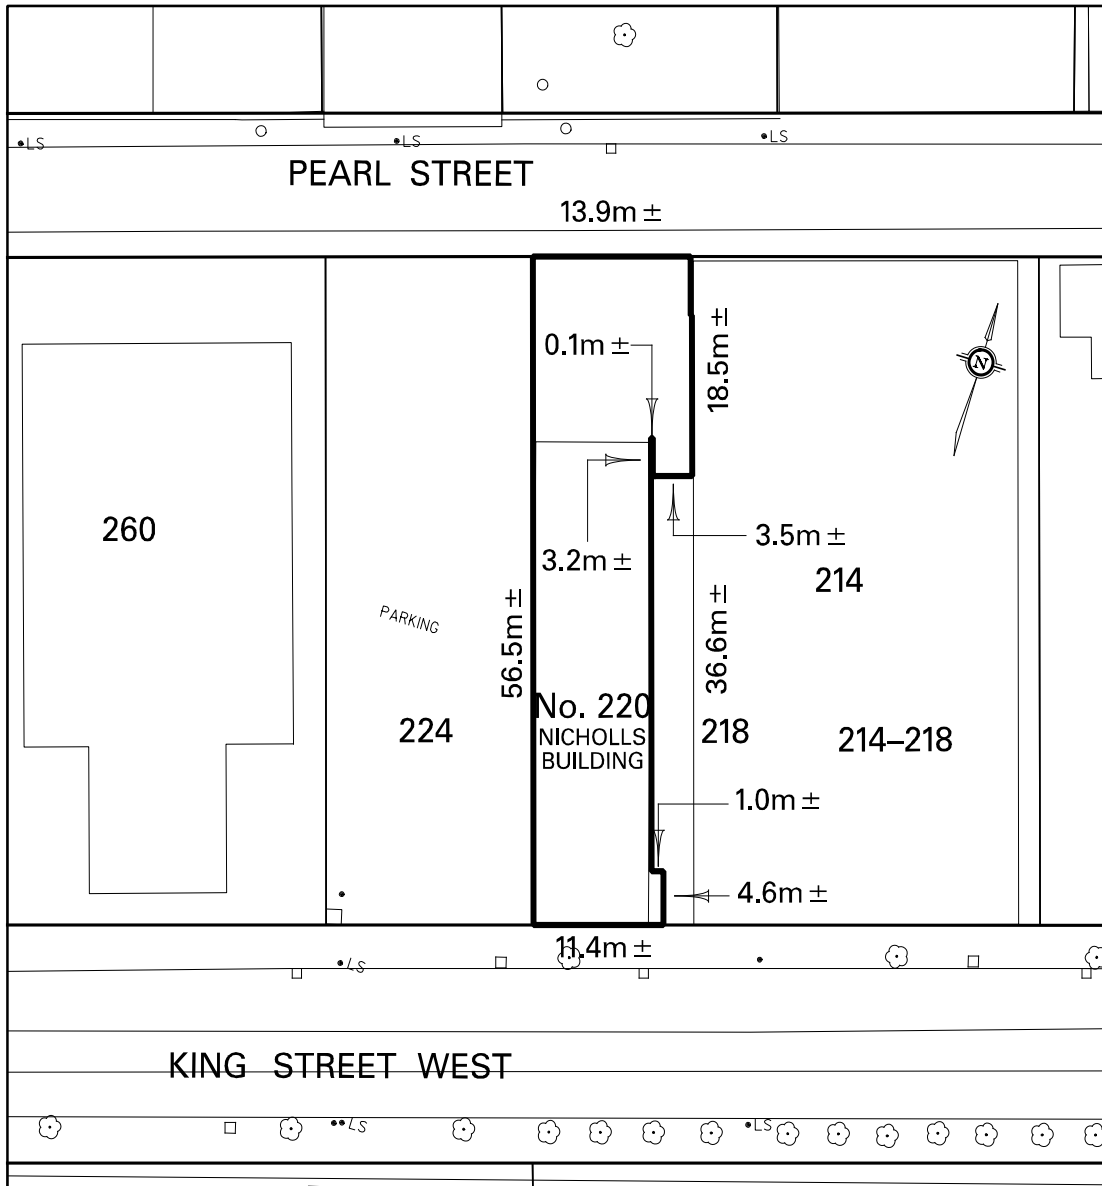 LS
LS
LS
PEARL STREET
13.9m ±
0.1m ±
18.5m ±
N
260
3.2m ±
3.5m ±
214
PARKING
56.5m ±
36.6m ±
224
No. 220
NICHOLLS
BUILDING
218
214–218
1.0m ±
4.6m ±
11.4m ±
LS
KING STREET WEST
LS
LS